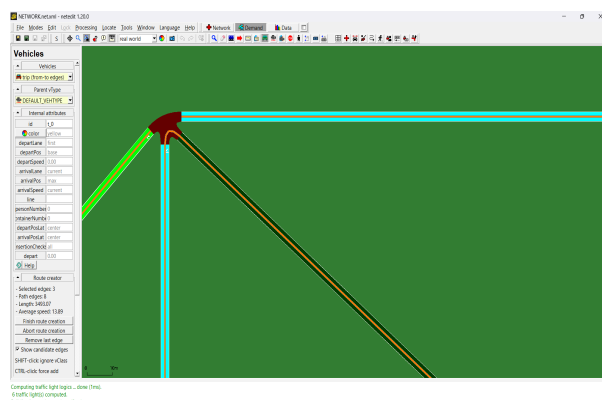 NETWORK.net.xml - netedit 1.20.0
File Modes Edit Lock Processing Locate Tools Window Language Help Network Demand Data
S real world
Vehicles
Vehicles
trip (from-to edges)
Parent vType
DEFAULT_VEHTYPE
Internal attributes
id t_0
color yellow
departLane first
departPos base
departSpeed 0.00
arrivalLane current
arrivalPos max
arrivalSpeed current
line
personNumber 0
ontainerNumbe 0
departPosLat center
arrivalPosLat center
nsertionChecks all
depart 0.00
Help
Route creator
- Selected edges: 3
- Path edges: 8
- Length: 3493.07
- Average speed: 13.89
Finish route creation
Abort route creation
Remove last edge
Show candidate edges
SHIFT-click: ignore vClass
CTRL-click: force add
0
Computing traffic light logics ... done (1ms).
6 traffic light(s) computed.